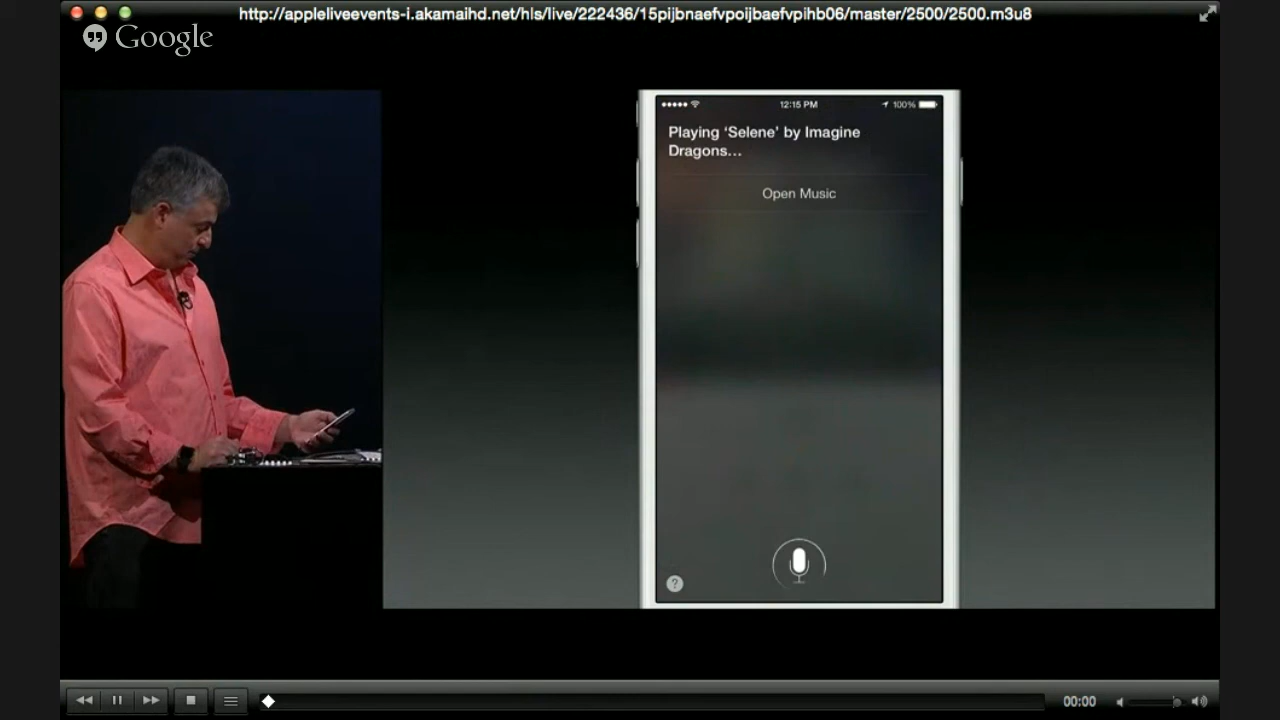 http://appleliveevents-i.akamaihd.net/hls/live/222436/15pijbnaefvpoijbaefvpihb06/master/2500/2500.m3u8
Google
12:15 PM
100%
Playing ‘Selene’ by Imagine
Dragons...
Open Music
?
00:00